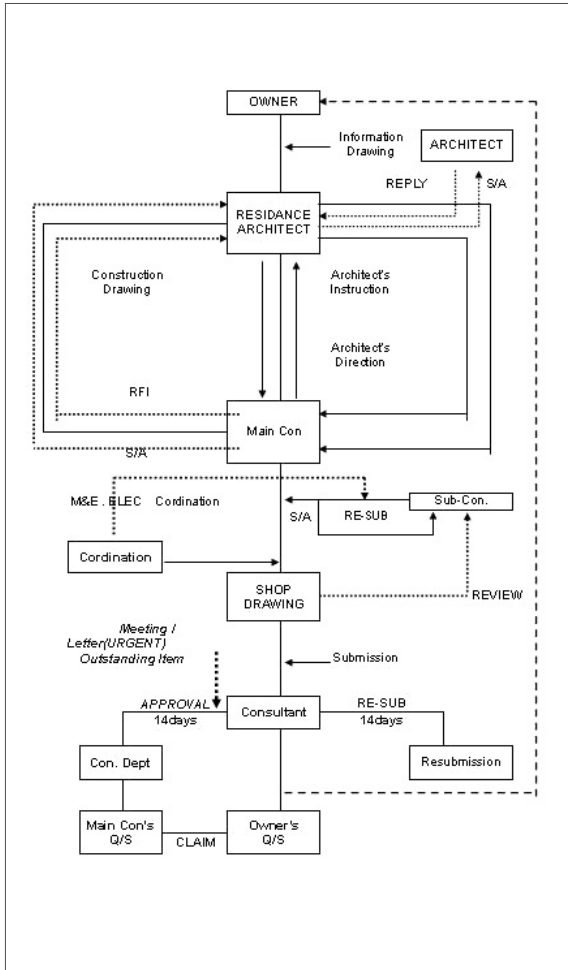 OWNER
Information
Drawing
ARCHITECT
REPLY
S/A
RESIDANCE
ARCHITECT
Construction
Drawing
Architect's
Instruction
Architect's
Direction
RFI
Main Con
S/A
M&E . ELEC Cordination
S/A
RE-SUB
Sub-Con.
Cordination
SHOP
DRAWING
REVIEW
Meeting /
Letter(URGENT)
Outstanding Item
Submission
APPROVAL
14days
Consultant
RE-SUB
14days
Con. Dept
Resubmission
Main Con's
Q/S
CLAIM
Owner's
Q/S